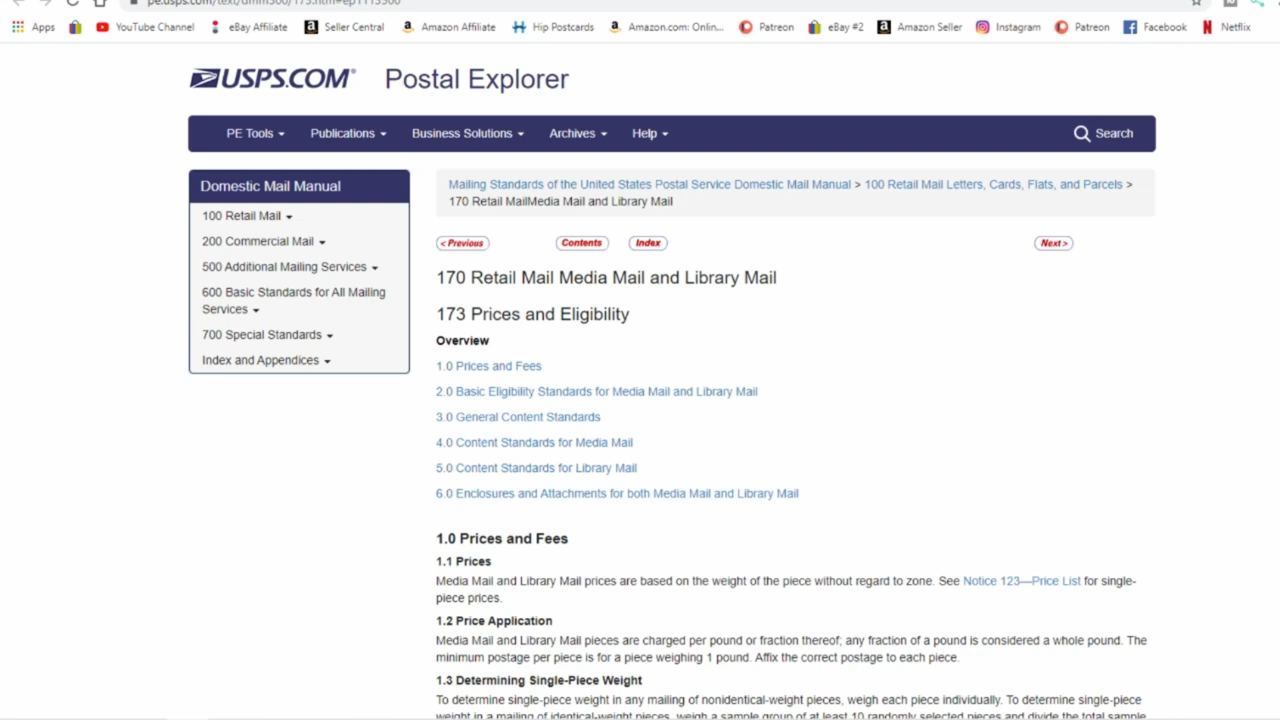 pe.usps.com/text/dmm300/173.htm#ep1113500
Apps YouTube Channel eBay Affiliate Seller Central Amazon Affiliate Hip Postcards Amazon.com: Onlin... Patreon eBay #2 Amazon Seller Instagram Patreon Facebook Netflix
USPS.COM® Postal Explorer
PE Tools Publications Business Solutions Archives Help Search
Domestic Mail Manual
100 Retail Mail
200 Commercial Mail
500 Additional Mailing Services
600 Basic Standards for All Mailing
Services
700 Special Standards
Index and Appendices
Mailing Standards of the United States Postal Service Domestic Mail Manual > 100 Retail Mail Letters, Cards, Flats, and Parcels >
170 Retail MailMedia Mail and Library Mail
< Previous Contents Index Next >
170 Retail Mail Media Mail and Library Mail
173 Prices and Eligibility
Overview
1.0 Prices and Fees
2.0 Basic Eligibility Standards for Media Mail and Library Mail
3.0 General Content Standards
4.0 Content Standards for Media Mail
5.0 Content Standards for Library Mail
6.0 Enclosures and Attachments for both Media Mail and Library Mail
1.0 Prices and Fees
1.1 Prices
Media Mail and Library Mail prices are based on the weight of the piece without regard to zone. See Notice 123—Price List for single-
piece prices.
1.2 Price Application
Media Mail and Library Mail pieces are charged per pound or fraction thereof; any fraction of a pound is considered a whole pound. The
minimum postage per piece is for a piece weighing 1 pound. Affix the correct postage to each piece.
1.3 Determining Single-Piece Weight
To determine single-piece weight in any mailing of nonidentical-weight pieces, weigh each piece individually. To determine single-piece
weight in a mailing of identical-weight pieces, weigh a sample group of at least 10 randomly selected pieces and divide the total sample